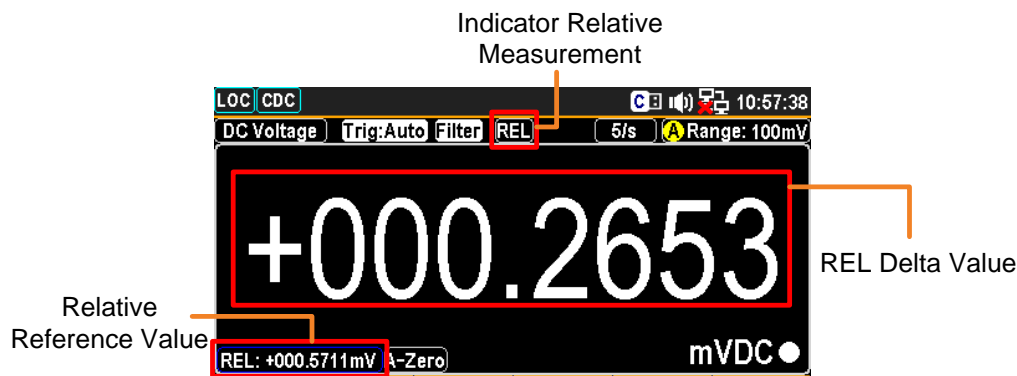 Indicator Relative
Measurement
LOC CDC C 10:57:38
DC Voltage Trig:Auto Filter REL 5/s A Range: 100mV
+000.2653
REL Delta Value
Relative
Reference Value
REL: +000.5711mV A-Zero mVDC